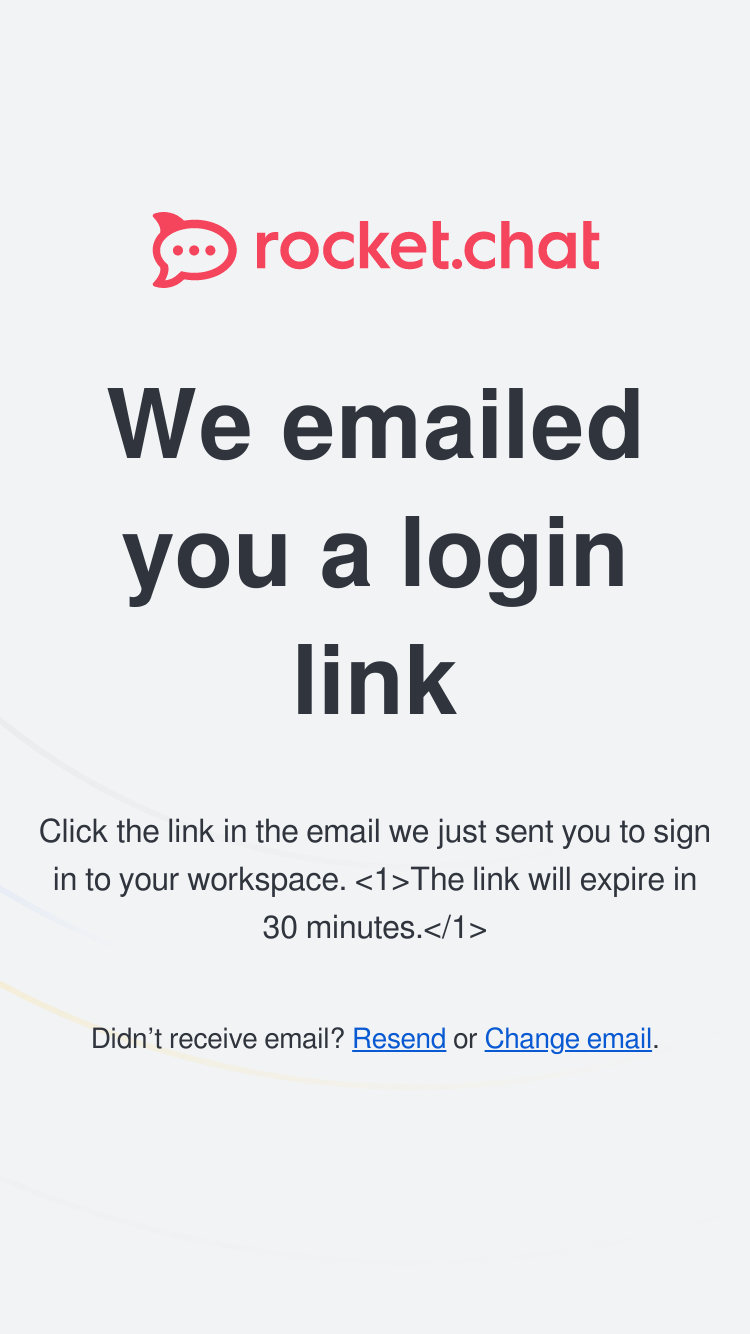 rocket.chat
We emailed
you a login
link
Click the link in the email we just sent you to sign
in to your workspace. <1>The link will expire in
30 minutes.</1>
Didn’t receive email? Resend or Change email.